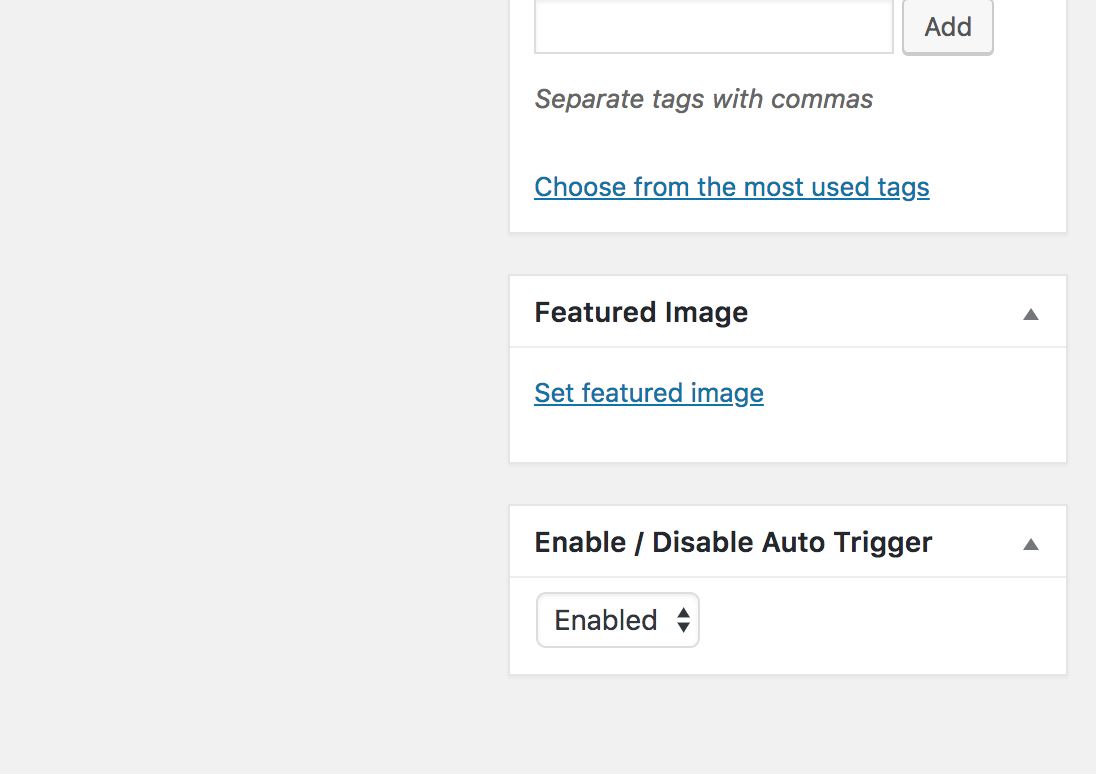 Add
Separate tags with commas
Choose from the most used tags
Featured Image
Set featured image
Enable / Disable Auto Trigger
Enabled